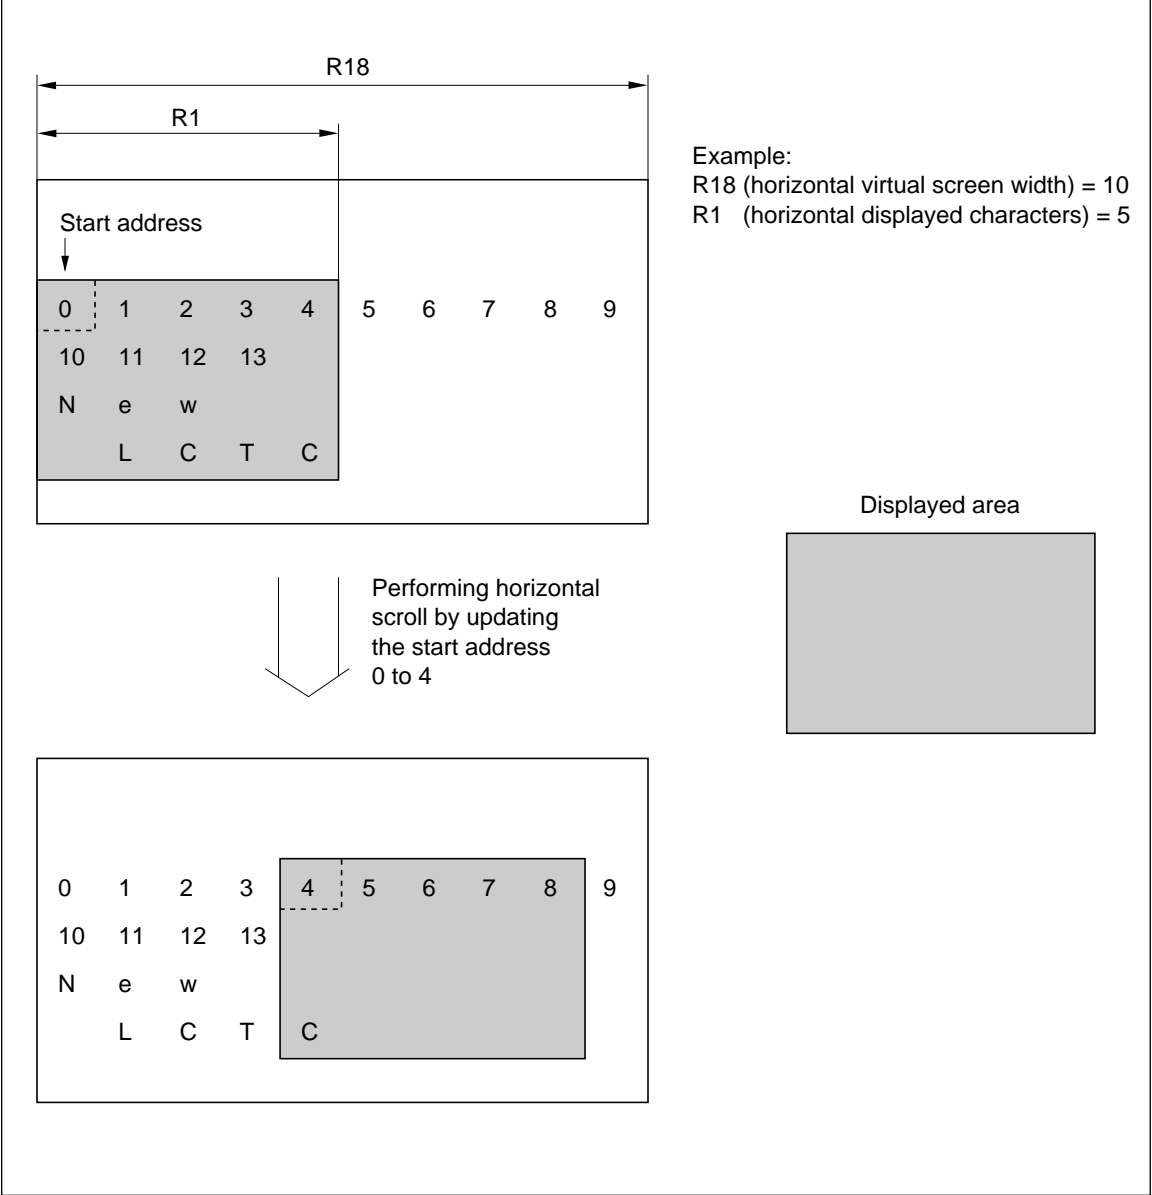 R18
R1
Example:
R18 (horizontal virtual screen width) = 10
R1 (horizontal displayed characters) = 5
Start address
0 1 2 3 4 5 6 7 8 9
10 11 12 13
N e w
L C T C
Displayed area
Performing horizontal
scroll by updating
the start address
0 to 4
0 1 2 3 4 5 6 7 8 9
10 11 12 13
N e w
L C T C